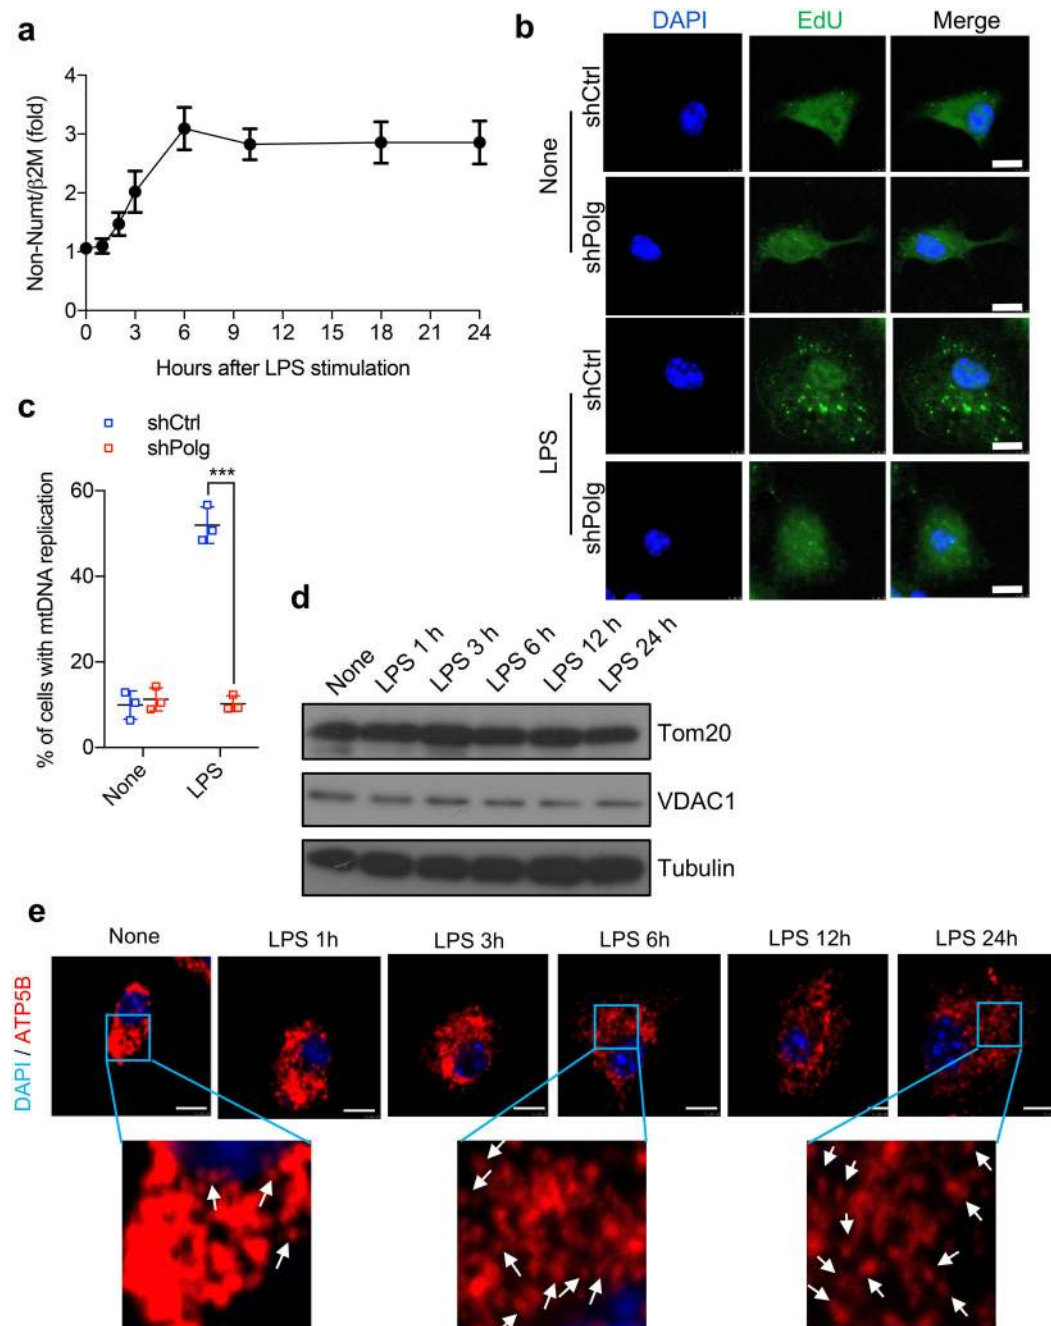 a
Non-Numt/β2M (fold)
4
3
2
1
0
0 3 6 9 12 15 18 21 24
Hours after LPS stimulation
b
DAPI EdU Merge
None
shCtrl
shPolg
LPS
shCtrl
shPolg
c
shCtrl
shPolg
% of cells with mtDNA replication
60
40
20
0
***
None LPS
d
None LPS 1 h LPS 3 h LPS 6 h LPS 12 h LPS 24 h
Tom20
VDAC1
Tubulin
e
None LPS 1h LPS 3h LPS 6h LPS 12h LPS 24h
DAPI / ATP5B